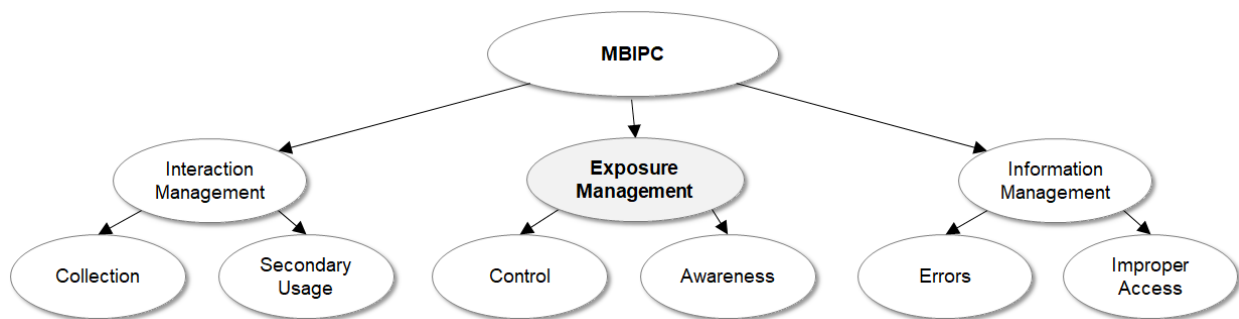 MBIPC
Interaction
Management
Exposure
Management
Information
Management
Collection
Secondary
Usage
Control
Awareness
Errors
Improper
Access